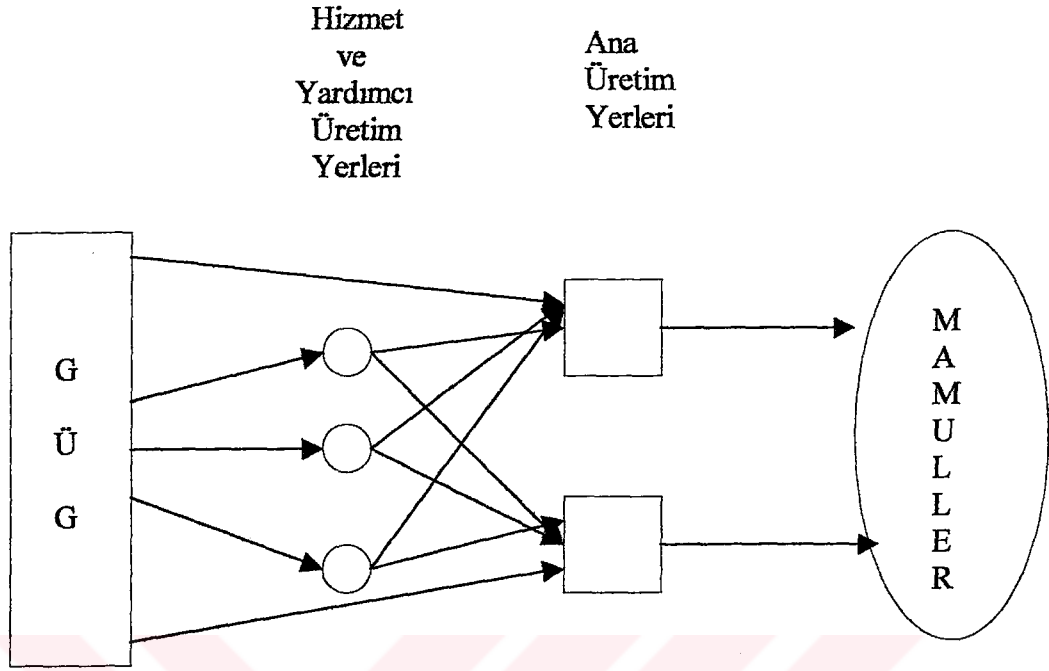 Hizmet
ve
Yardımcı
Üretim
Yerleri
Ana
Üretim
Yerleri
G
Ü
G
M
A
M
U
L
L
E
R